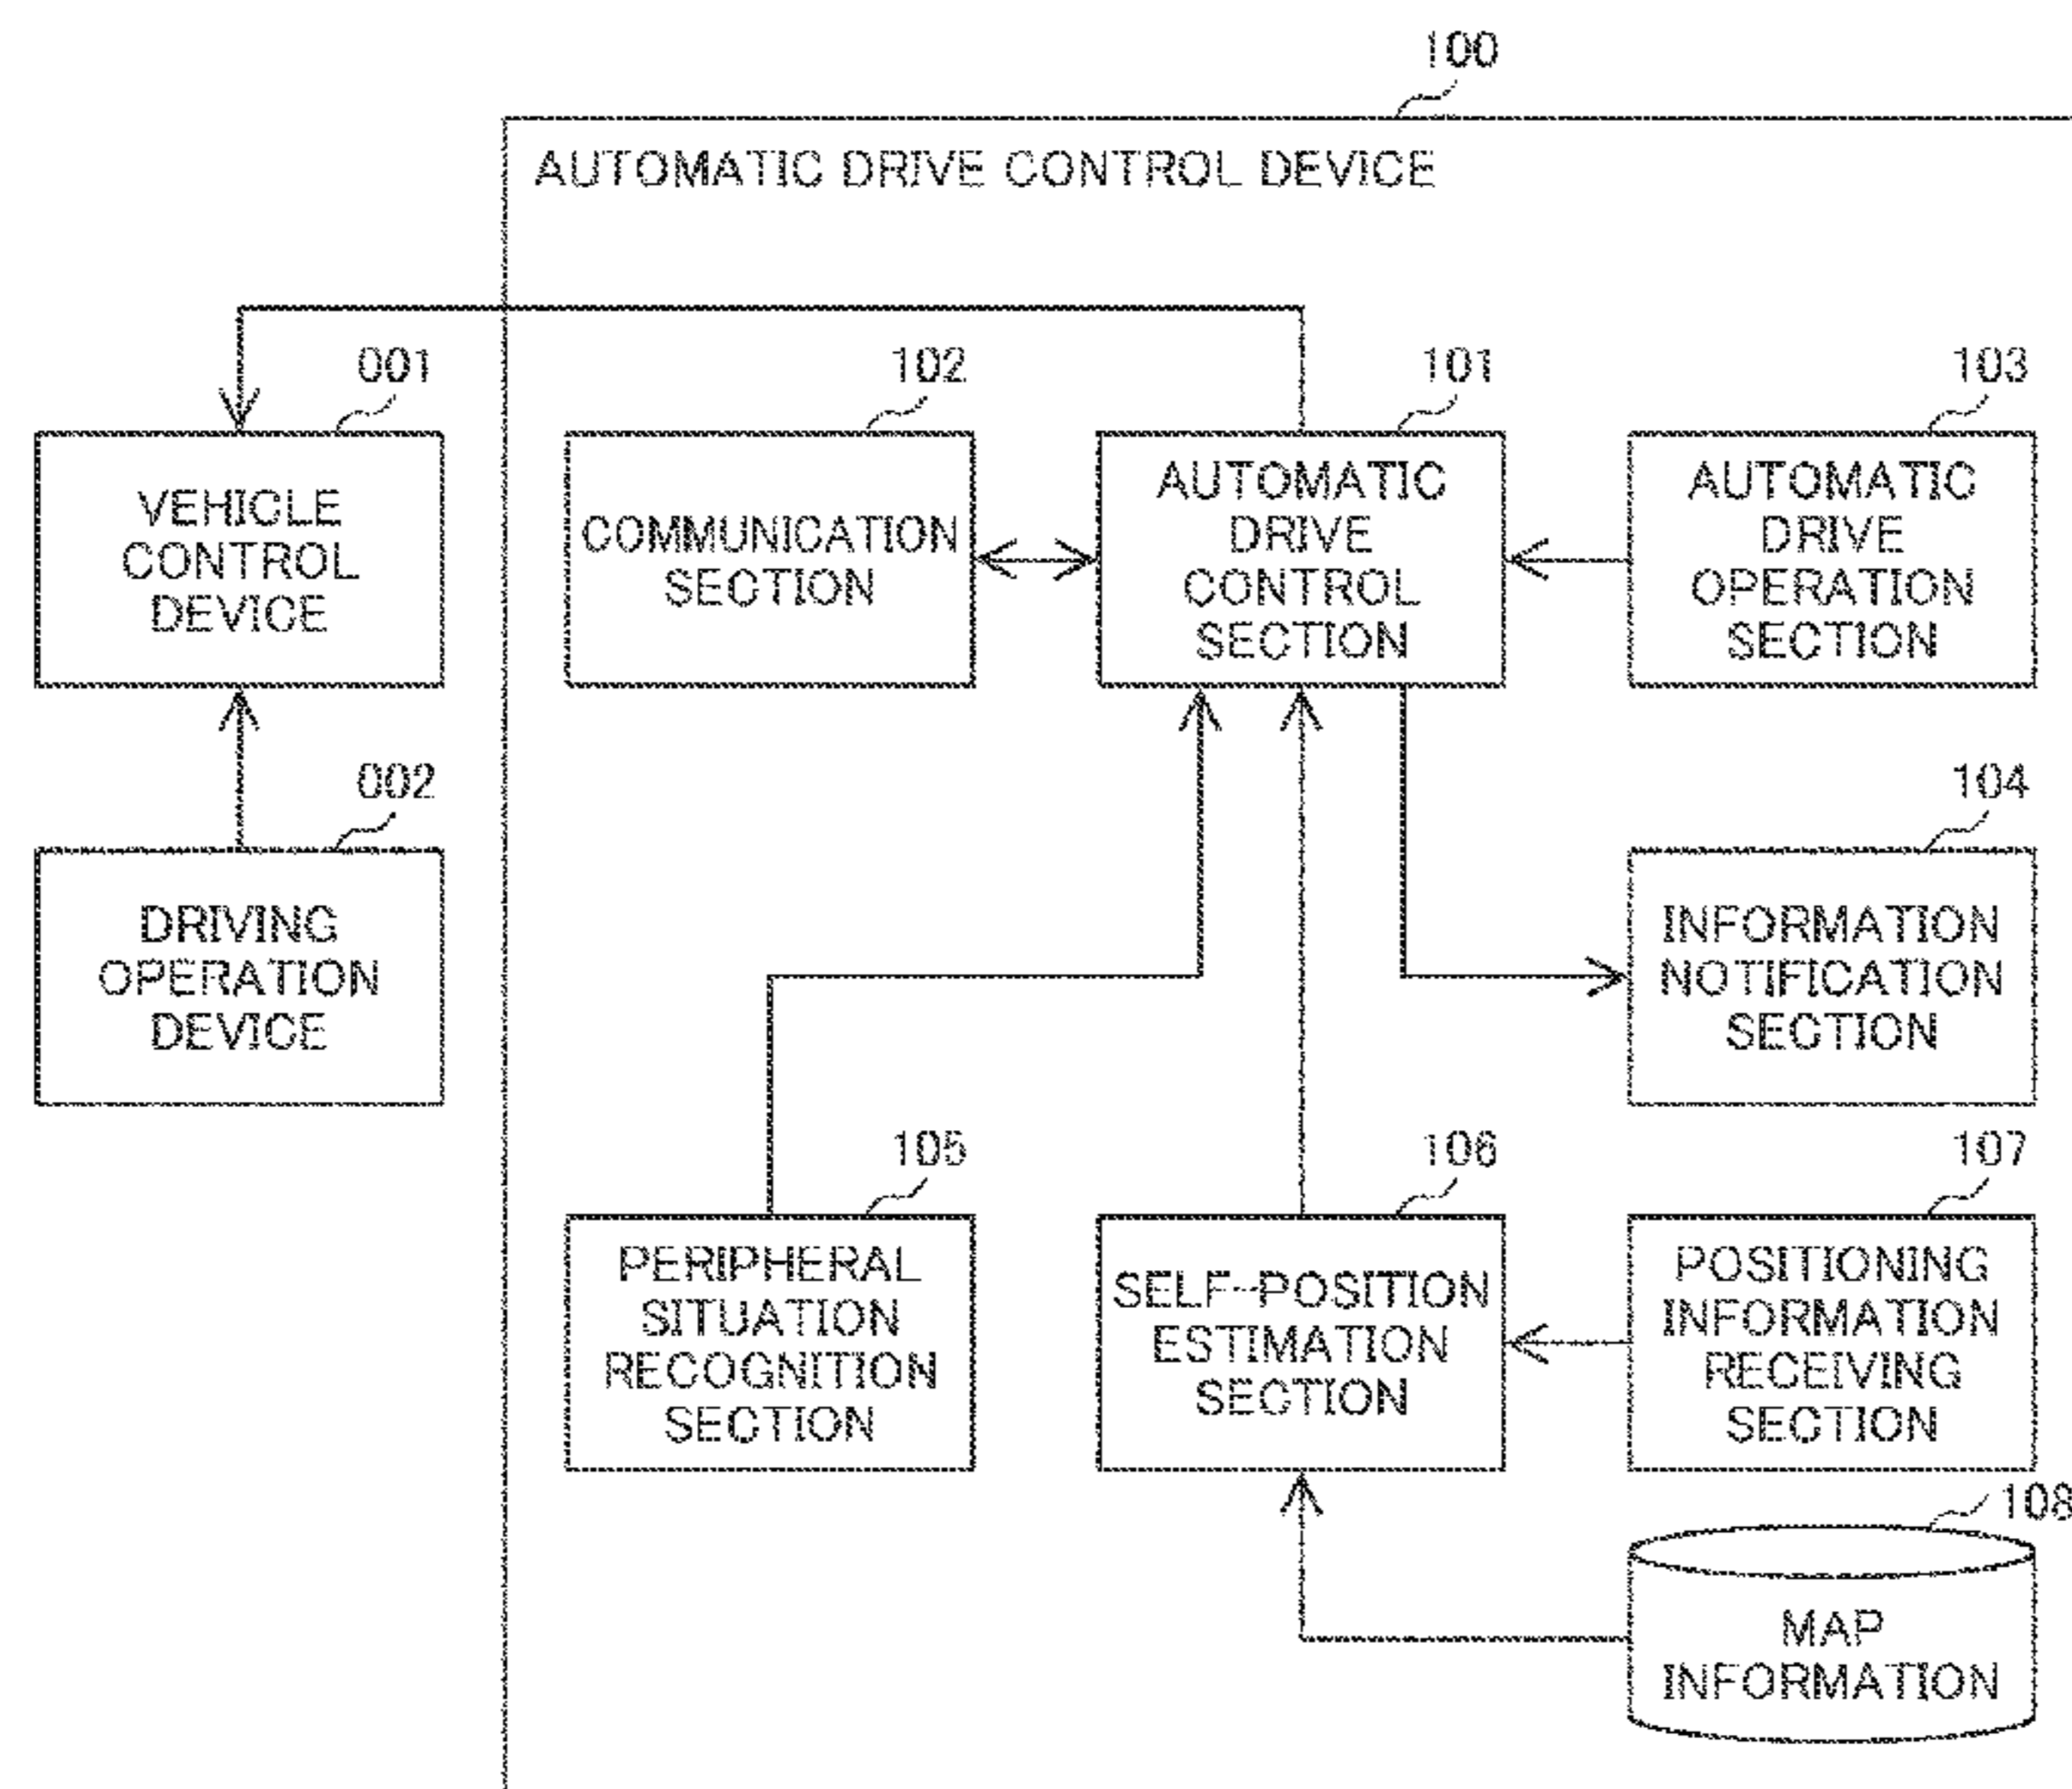 100
AUTOMATIC DRIVE CONTROL DEVICE
001
102
101
103
VEHICLE
CONTROL
DEVICE
COMMUNICATION
SECTION
AUTOMATIC
DRIVE
CONTROL
SECTION
AUTOMATIC
DRIVE
OPERATION
SECTION
002
104
DRIVING
OPERATION
DEVICE
INFORMATION
NOTIFICATION
SECTION
105
106
107
PERIPHERAL
SITUATION
RECOGNITION
SECTION
SELF-POSITION
ESTIMATION
SECTION
POSITIONING
INFORMATION
RECEIVING
SECTION
108
MAP
INFORMATION